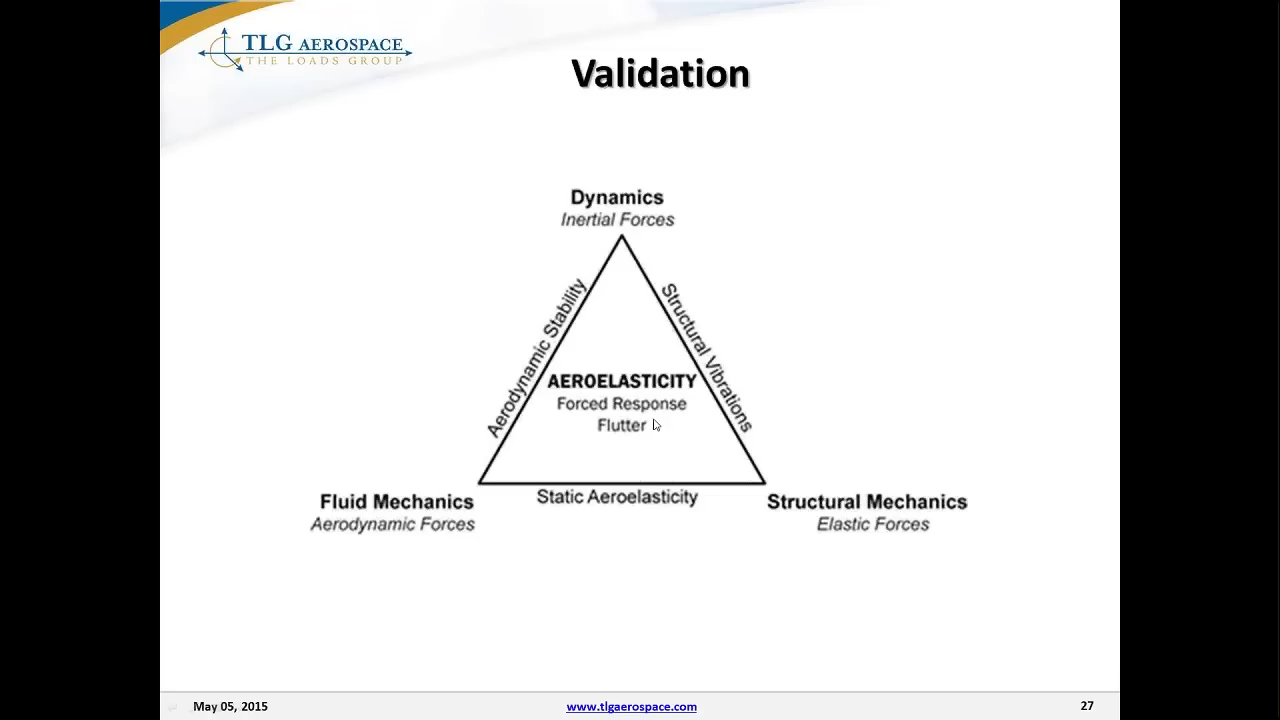 TLG AEROSPACE
THE LOADS GROUP
Validation
Dynamics
Inertial Forces
Aerodynamic Stability
Structural Vibrations
AEROELASTICITY
Forced Response
Flutter
Static Aeroelasticity
Fluid Mechanics
Aerodynamic Forces
Structural Mechanics
Elastic Forces
May 05, 2015
www.tlgaerospace.com
27